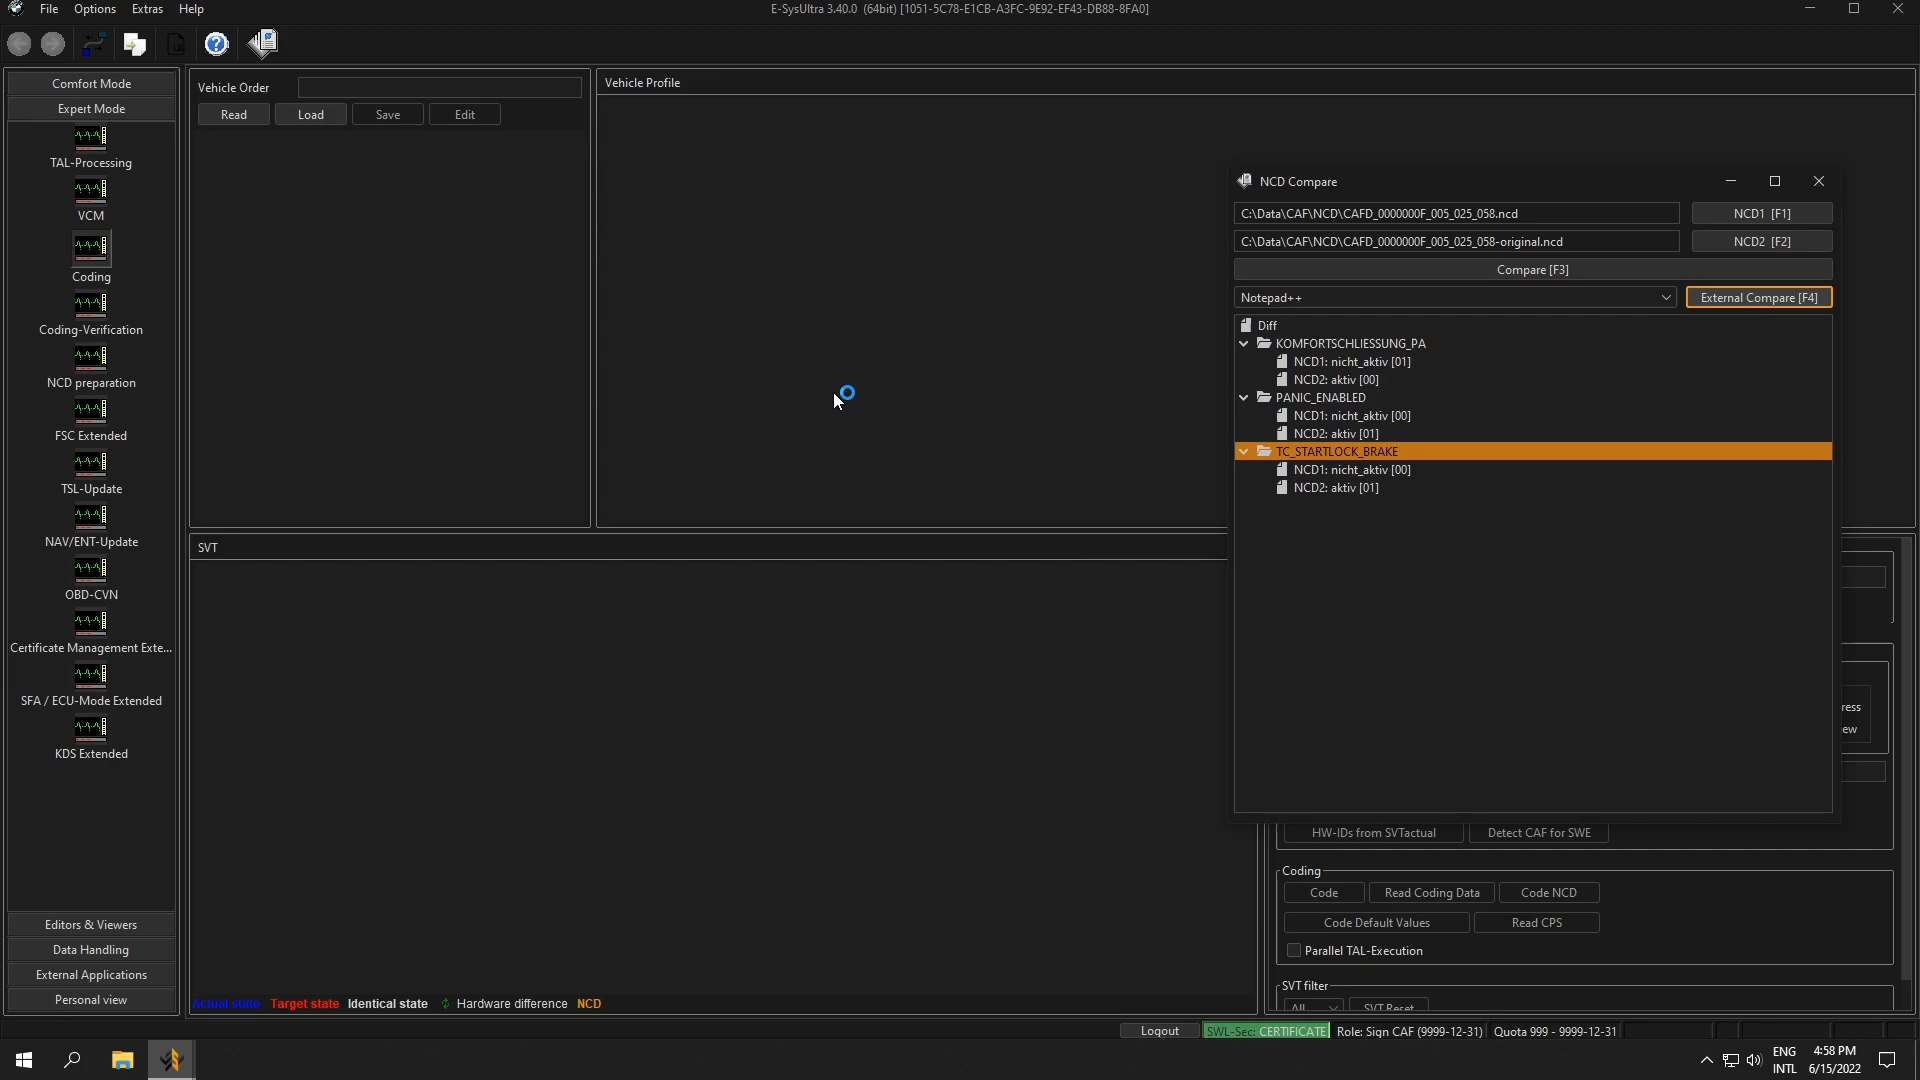 File Options Extras Help
E-SysUltra 3.40.0 (64bit) [1051-5C78-E1CB-A3FC-9E92-EF43-DB88-8FA0]
Comfort Mode
Expert Mode
TAL-Processing
VCM
Coding
Coding-Verification
NCD preparation
FSC Extended
TSL-Update
NAV/ENT-Update
OBD-CVN
Certificate Management Exte...
SFA / ECU-Mode Extended
KDS Extended
Editors & Viewers
Data Handling
External Applications
Personal view
Vehicle Order
Read Load Save Edit
Vehicle Profile
NCD Compare
C:\Data\CAF\NCD\CAFD_0000000F_005_025_058.ncd
NCD1 [F1]
C:\Data\CAF\NCD\CAFD_0000000F_005_025_058-original.ncd
NCD2 [F2]
Compare [F3]
Notepad++
External Compare [F4]
Diff
KOMFORTSCHLIESSUNG_PA
NCD1: nicht_aktiv [01]
NCD2: aktiv [00]
PANIC_ENABLED
NCD1: nicht_aktiv [00]
NCD2: aktiv [01]
TC_STARTLOCK_BRAKE
NCD1: nicht_aktiv [00]
NCD2: aktiv [01]
SVT
ress
ew
HW-IDs from SVTactual Detect CAF for SWE
Coding
Code Read Coding Data Code NCD
Code Default Values Read CPS
Parallel TAL-Execution
SVT filter
All SVT Reset
Actual state Target state Identical state Hardware difference NCD
Logout SWL-Sec: CERTIFICATE Role: Sign CAF (9999-12-31) Quota 999 - 9999-12-31
ENG
INTL
4:58 PM
6/15/2022